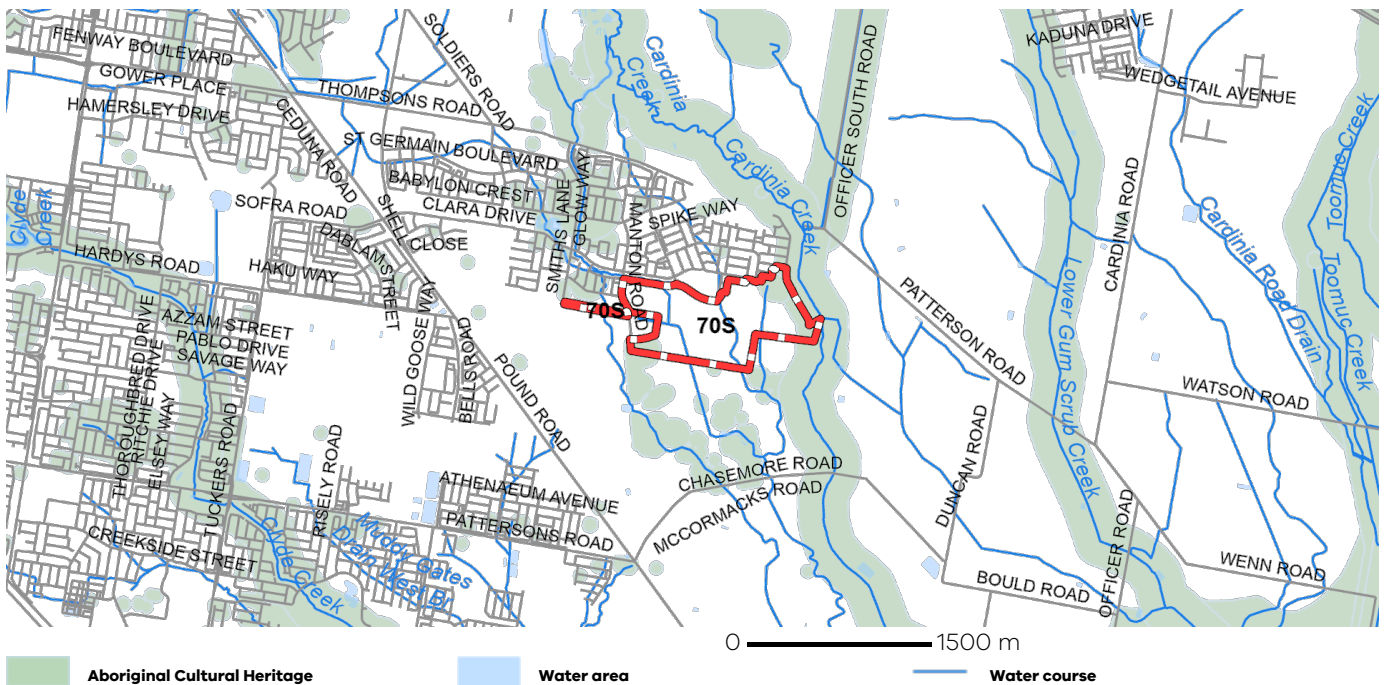 FENWAY BOULEVARD
GOWER PLACE
HAMERSLEY DRIVE
CEDUNA ROAD
THOMPSONS ROAD
SOLDIERS ROAD
ST GERMAIN BOULEVARD
BABYLON CREST
CLARA DRIVE
SMITHS LANE
GLOW WAY
MANTON ROAD
SPIKE WAY
Cardinia
Creek
Cardinia
Creek
OFFICER SOUTH ROAD
KADUNA DRIVE
WEDGETAIL AVENUE
CARDINIA ROAD
Cardinia Road Drain
Toomuc Creek
Toomuc Creek
Clyde
Creek
SOFRA ROAD
SHELL
CLOSE
DABLAM STREET
HARDYS ROAD
HAKU WAY
AZZAM STREET
PABLO DRIVE
SAVAGE WAY
THOROUGHBRED DRIVE
RITCHIE DRIVE
ELSEY WAY
WILD GOOSE WAY
BELLS ROAD
POUND ROAD
70S
70S
PATTERSON ROAD
Lower Gum Scrub Creek
WATSON ROAD
TUCKERS ROAD
RISELY ROAD
ATHENAEUM AVENUE
PATTERSONS ROAD
CHASEMORE ROAD
MCCORMACKS ROAD
DUNCAN ROAD
CREEKSIDE STREET
Clyde Creek
Muddy Gates
Drain West Br
BOULD ROAD
OFFICER ROAD
WENN ROAD
0 1500 m
Aboriginal Cultural Heritage
Water area
Water course